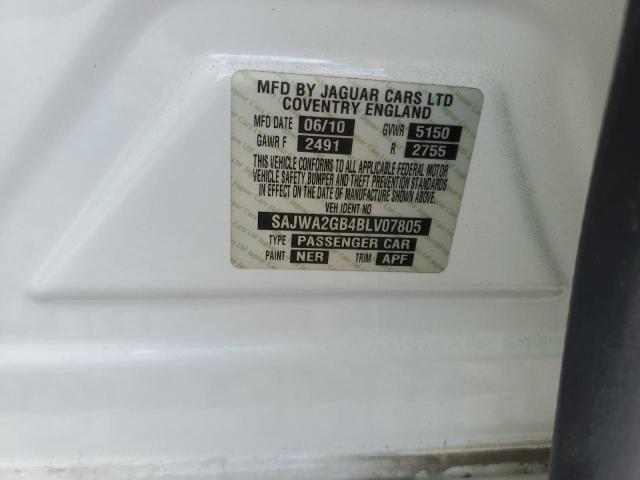 MFD BY JAGUAR CARS LTD
COVENTRY ENGLAND
MFD DATE 06/10 GVWR 5150
GAWR F 2491 R 2755
THIS VEHICLE CONFORMS TO ALL APPLICABLE FEDERAL MOTOR
VEHICLE SAFETY BUMPER AND THEFT PREVENTION STANDARDS
IN EFFECT ON THE DATE OF MANUFACTURE SHOWN ABOVE.
VEH IDENT NO
SAJWA2GB4BLV07805
TYPE PASSENGER CAR
PAINT NER TRIM APF